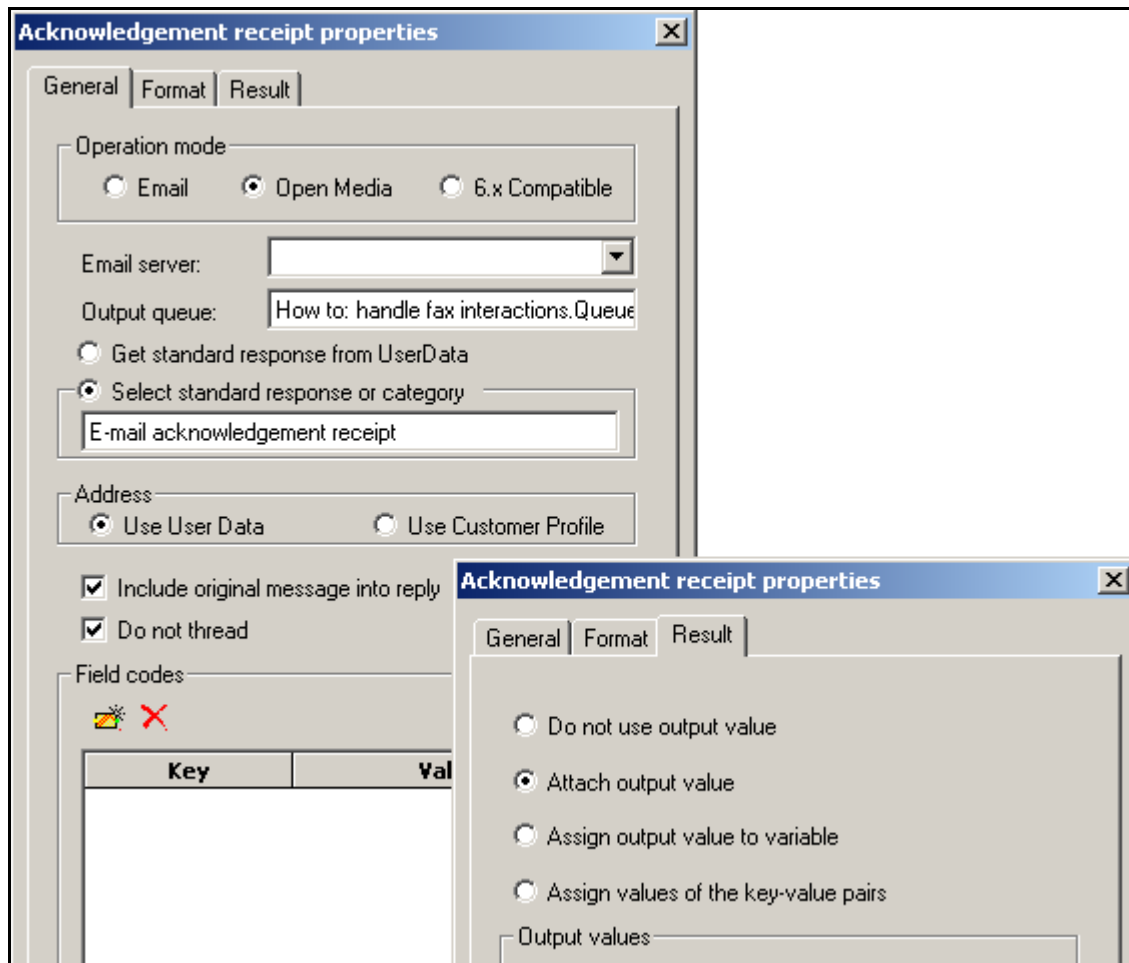 Acknowledgement receipt properties
General Format Result
Operation mode
Email Open Media 6.x Compatible
Email server:
Output queue: How to: handle fax interactions.Queue
Get standard response from UserData
Select standard response or category
E-mail acknowledgement receipt
Address
Use User Data Use Customer Profile
Include original message into reply
Do not thread
Field codes
Key Val
Acknowledgement receipt properties
General Format Result
Do not use output value
Attach output value
Assign output value to variable
Assign values of the key-value pairs
Output values